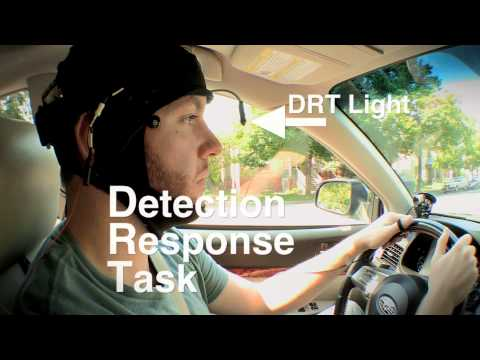 DRT Light
Detection
Response
Task